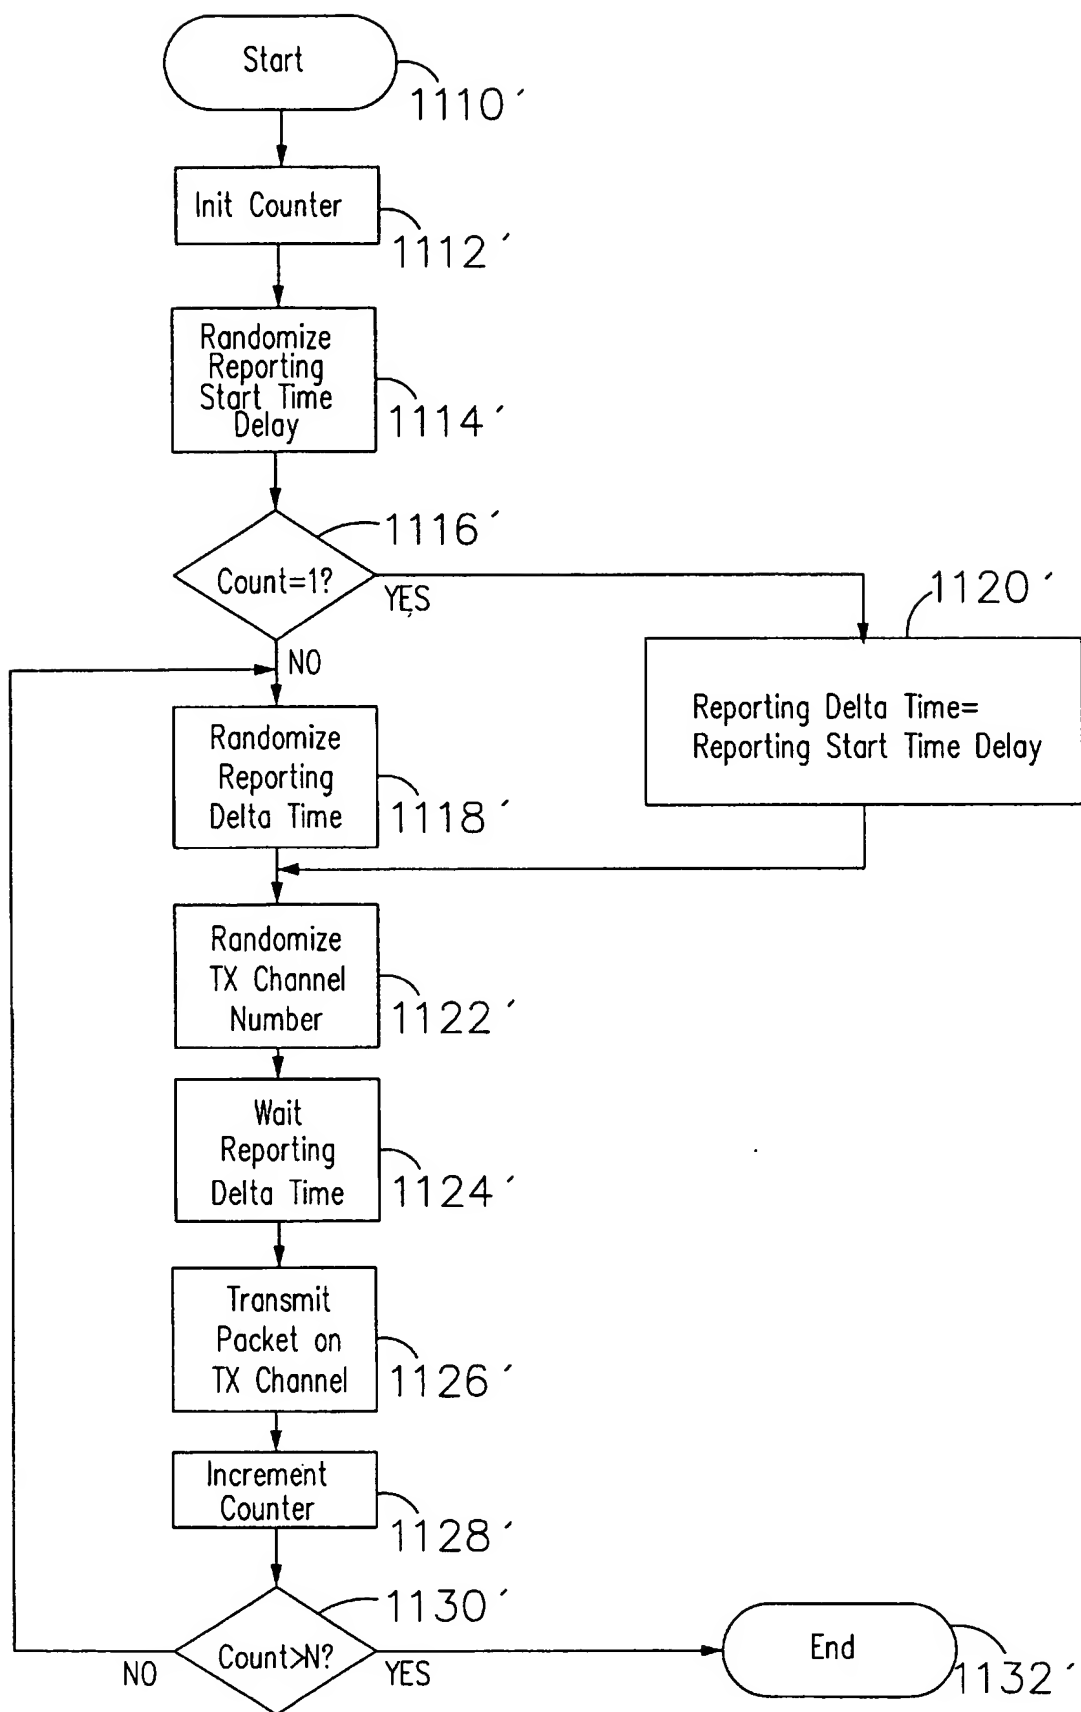 Start
1110′
Init Counter
1112′
Randomize
Reporting
Start Time
Delay
1114′
1116′
Count=1?
YES
NO
1120′
Reporting Delta Time=
Reporting Start Time Delay
Randomize
Reporting
Delta Time
1118′
Randomize
TX Channel
Number
1122′
Wait
Reporting
Delta Time
1124′
Transmit
Packet on
TX Channel
1126′
Increment
Counter
1128′
1130′
Count>N?
NO
YES
End
1132′